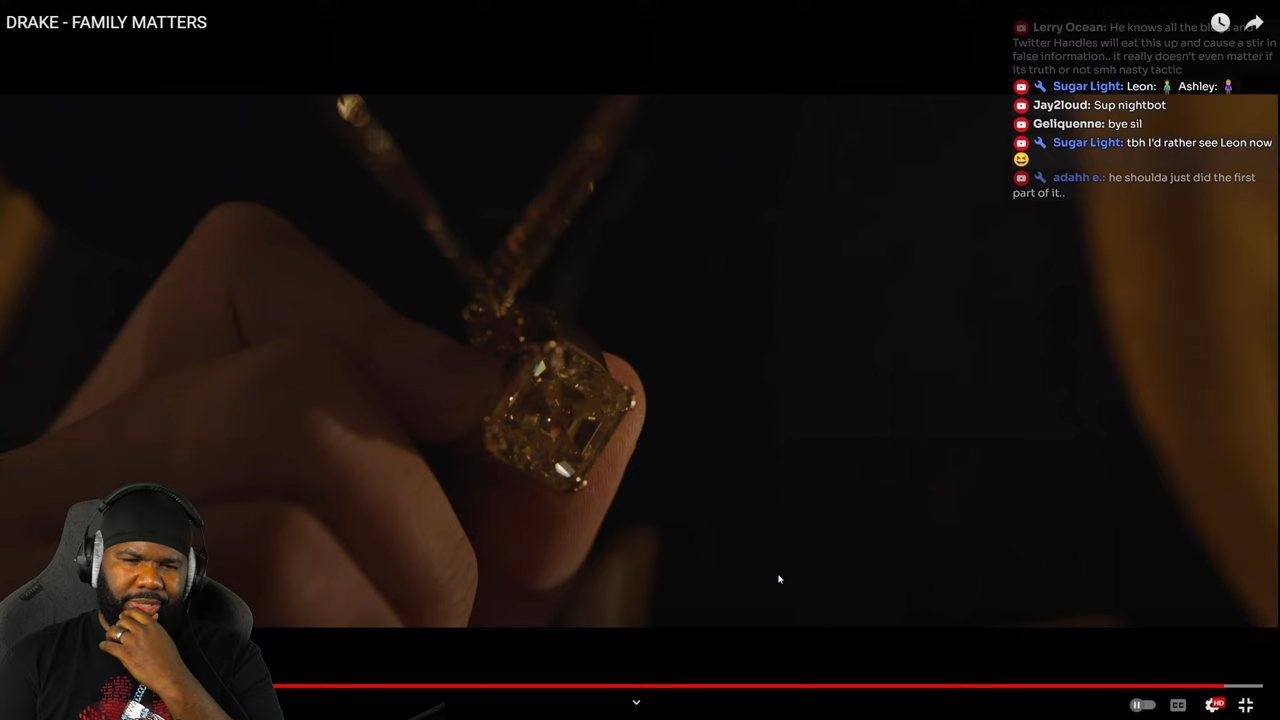 DRAKE - FAMILY MATTERS
Lerry Ocean: He knows all the and
Twitter Handles will eat this up and cause a stir in
false information.. it really doesn't even matter if
its truth or not smh nasty tactic
Sugar Light: Leon: Ashley:
Jay2loud: Sup nightbot
Geliquenne: bye sil
Sugar Light: tbh I'd rather see Leon now
adahh e.: he shoulda just did the first
part of it..
CC
HD